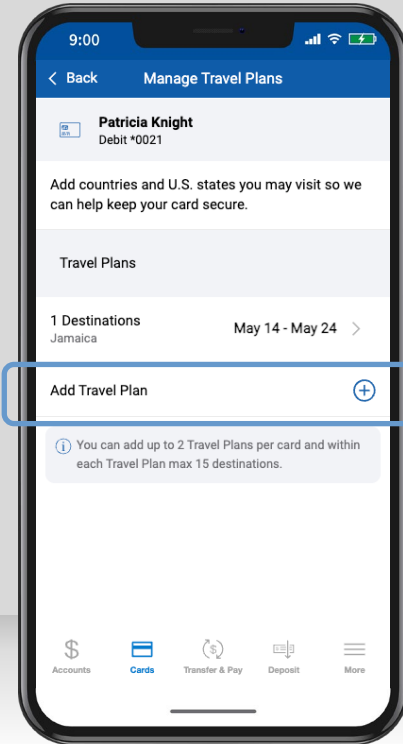 9:00
Back Manage Travel Plans
Patricia Knight
Debit *0021
Add countries and U.S. states you may visit so we
can help keep your card secure.
Travel Plans
1 Destinations
Jamaica
May 14 - May 24
Add Travel Plan
You can add up to 2 Travel Plans per card and within
each Travel Plan max 15 destinations.
Accounts Cards Transfer & Pay Deposit More